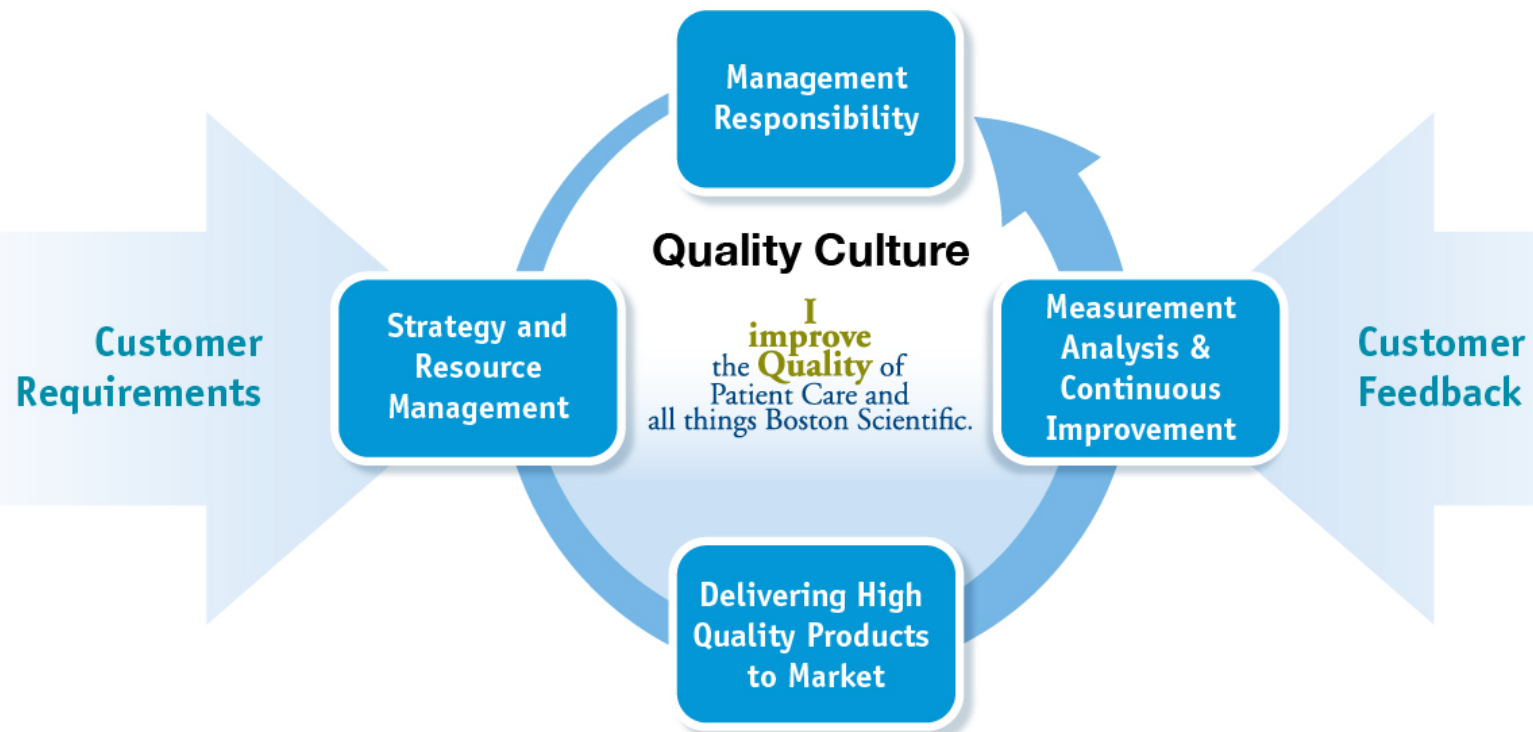 Management
Responsibility
Quality Culture
I
improve
the Quality of
Patient Care and
all things Boston Scientific.
Customer
Requirements
Strategy and
Resource
Management
Measurement
Analysis &
Continuous
Improvement
Customer
Feedback
Delivering High
Quality Products
to Market